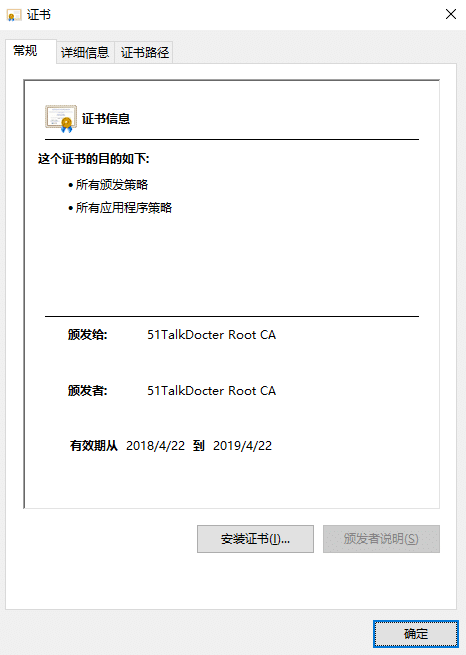 证书
常规 详细信息 证书路径
证书信息
这个证书的目的如下:
• 所有颁发策略
• 所有应用程序策略
颁发给: 51TalkDocter Root CA
颁发者: 51TalkDocter Root CA
有效期从 2018/4/22 到 2019/4/22
安装证书(I)... 颁发者说明(S)
确定